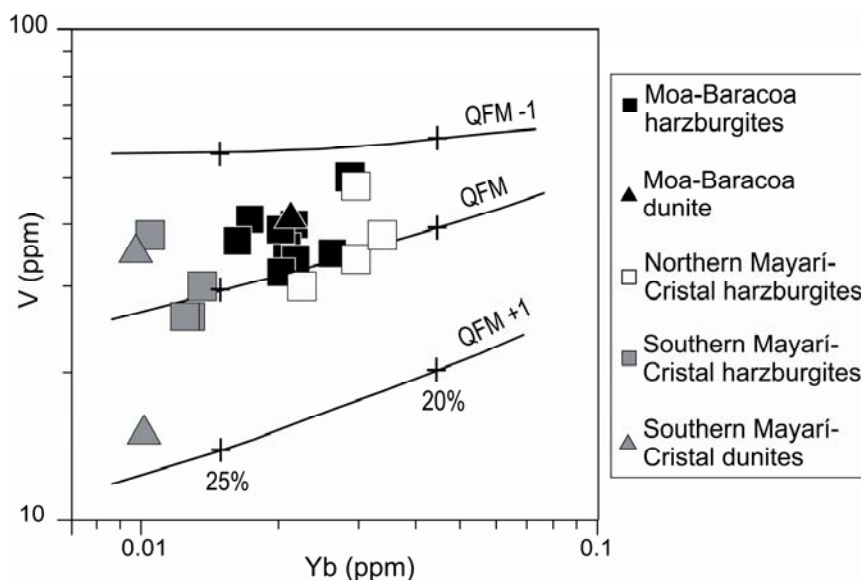 100
QFM -1
QFM
QFM +1
20%
25%
10
0.01
0.1
V (ppm)
Yb (ppm)
Moa-Baracoa
harzburgites
Moa-Baracoa
dunite
Northern Mayarí-
Cristal harzburgites
Southern Mayarí-
Cristal harzburgites
Southern Mayarí-
Cristal dunites